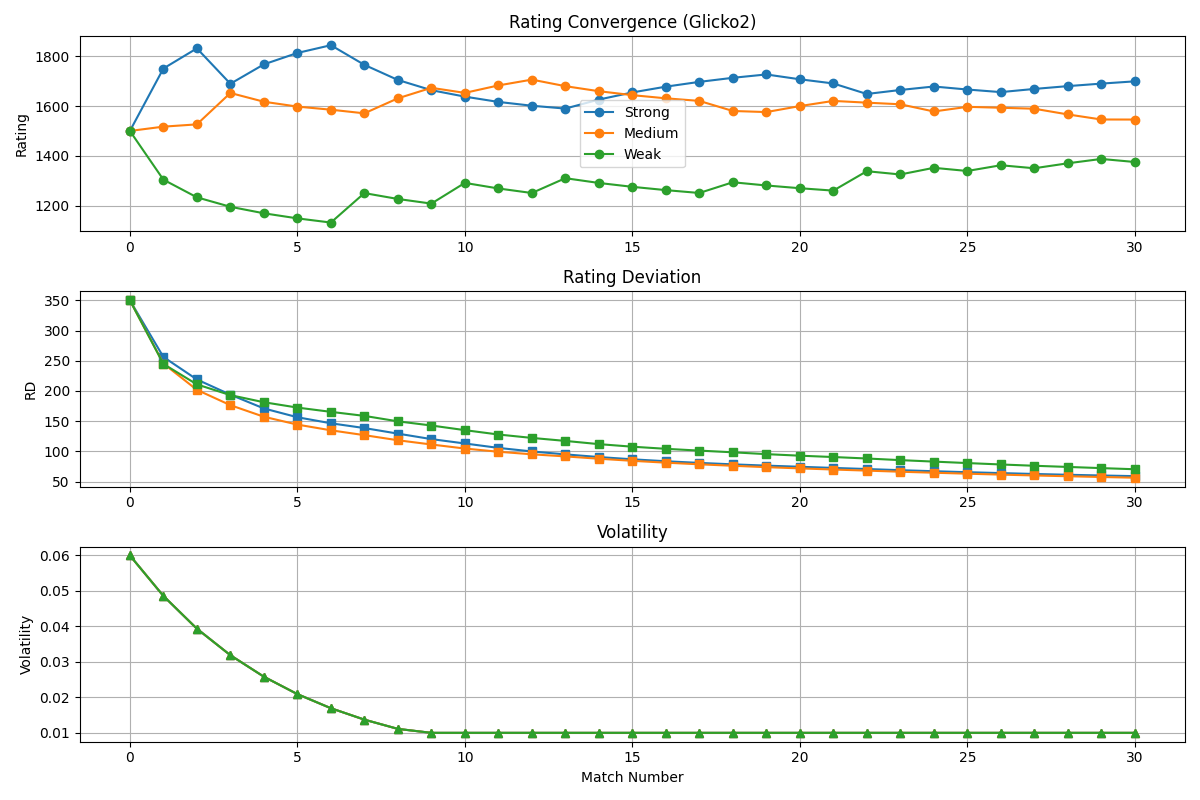 Rating Convergence (Glicko2)
1800
1600
1400
1200
Rating
Strong
Medium
Weak
0 5 10 15 20 25 30
Rating Deviation
350
300
250
200
150
100
50
RD
0 5 10 15 20 25 30
Volatility
0.06
0.05
0.04
0.03
0.02
0.01
Volatility
0 5 10 15 20 25 30
Match Number